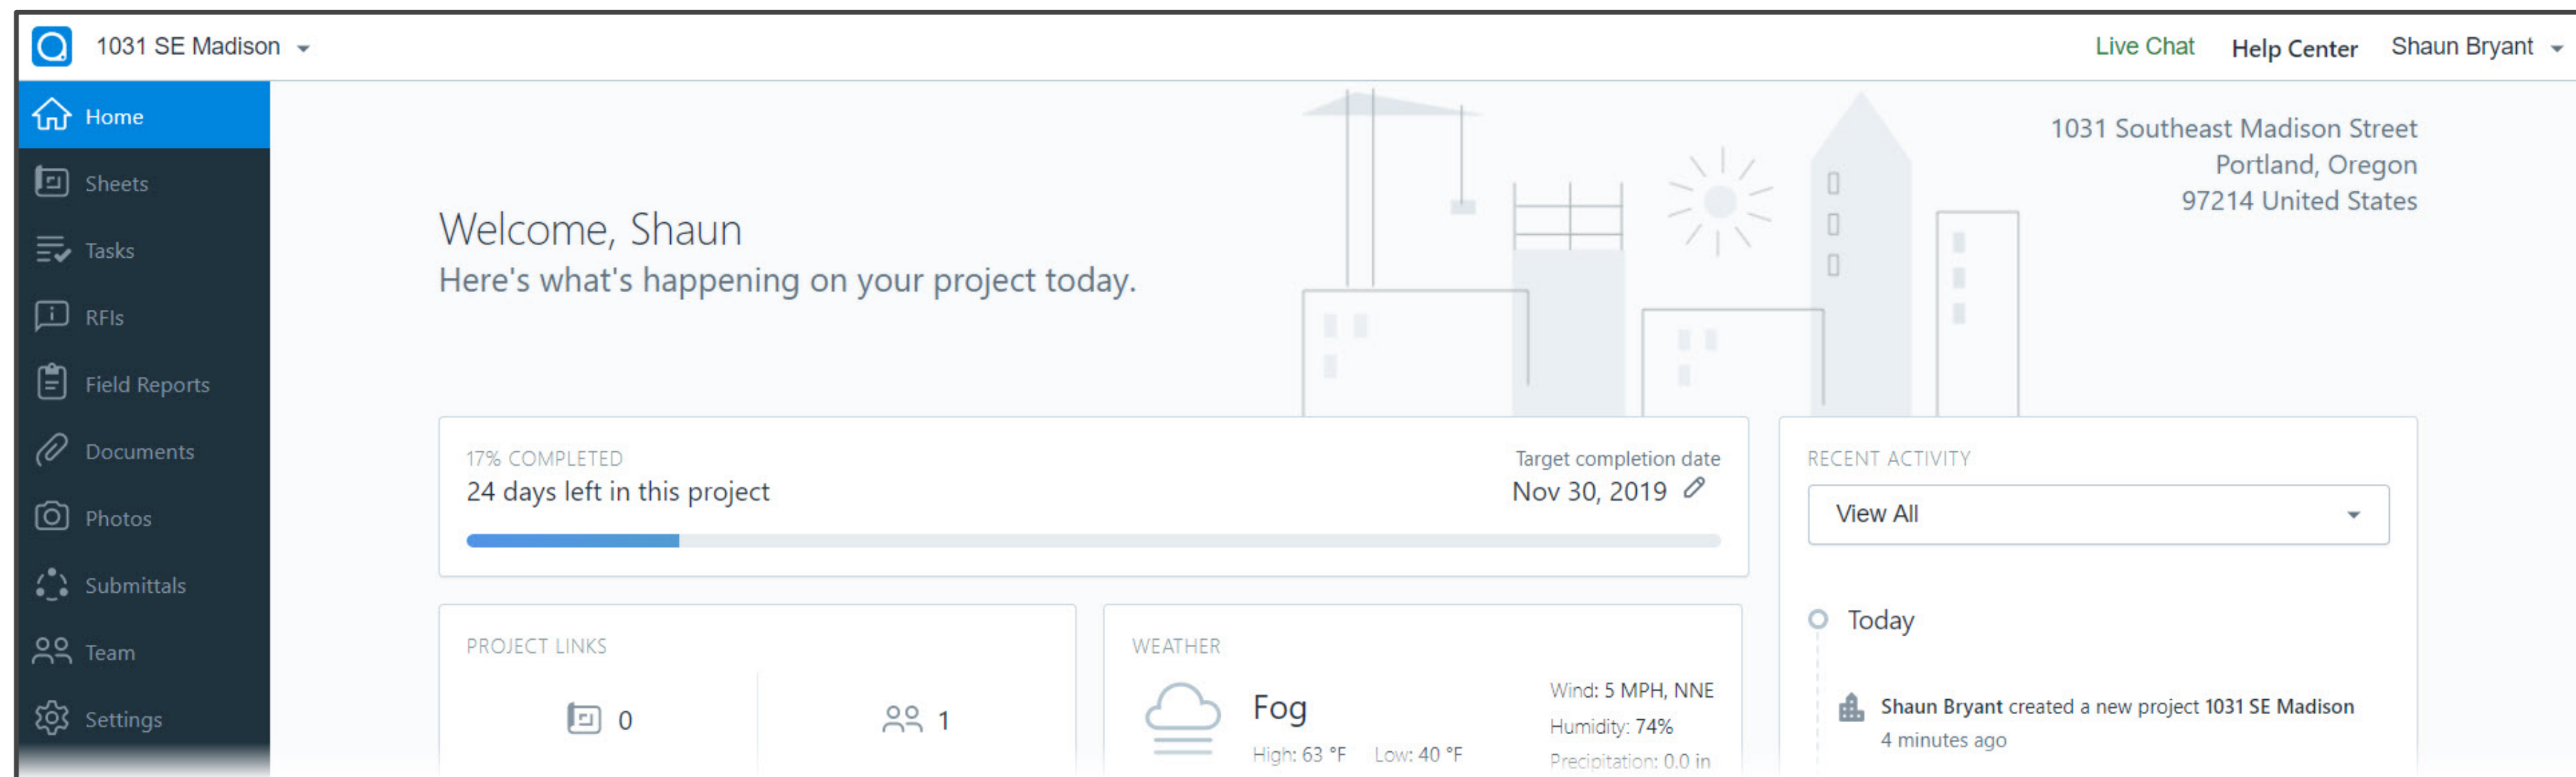 1031 SE Madison
Live Chat Help Center Shaun Bryant
Home
Sheets
Tasks
RFIs
Field Reports
Documents
Photos
Submittals
Team
Settings
Welcome, Shaun
Here's what's happening on your project today.
1031 Southeast Madison Street
Portland, Oregon
97214 United States
17% COMPLETED
24 days left in this project
Target completion date
Nov 30, 2019
PROJECT LINKS
0
1
WEATHER
Fog
High: 63 °F Low: 40 °F
Wind: 5 MPH, NNE
Humidity: 74%
Precipitation: 0.0 in
RECENT ACTIVITY
View All
Today
Shaun Bryant created a new project 1031 SE Madison
4 minutes ago